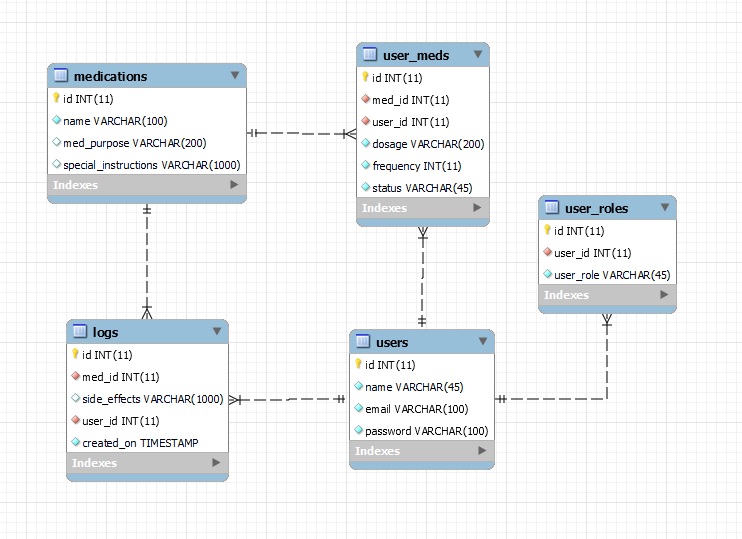 medications
id INT(11)
name VARCHAR(100)
med_purpose VARCHAR(200)
special_instructions VARCHAR(1000)
Indexes
user_meds
id INT(11)
med_id INT(11)
user_id INT(11)
dosage VARCHAR(200)
frequency INT(11)
status VARCHAR(45)
Indexes
user_roles
id INT(11)
user_id INT(11)
user_role VARCHAR(45)
Indexes
logs
id INT(11)
med_id INT(11)
side_effects VARCHAR(1000)
user_id INT(11)
created_on TIMESTAMP
Indexes
users
id INT(11)
name VARCHAR(45)
email VARCHAR(100)
password VARCHAR(100)
Indexes